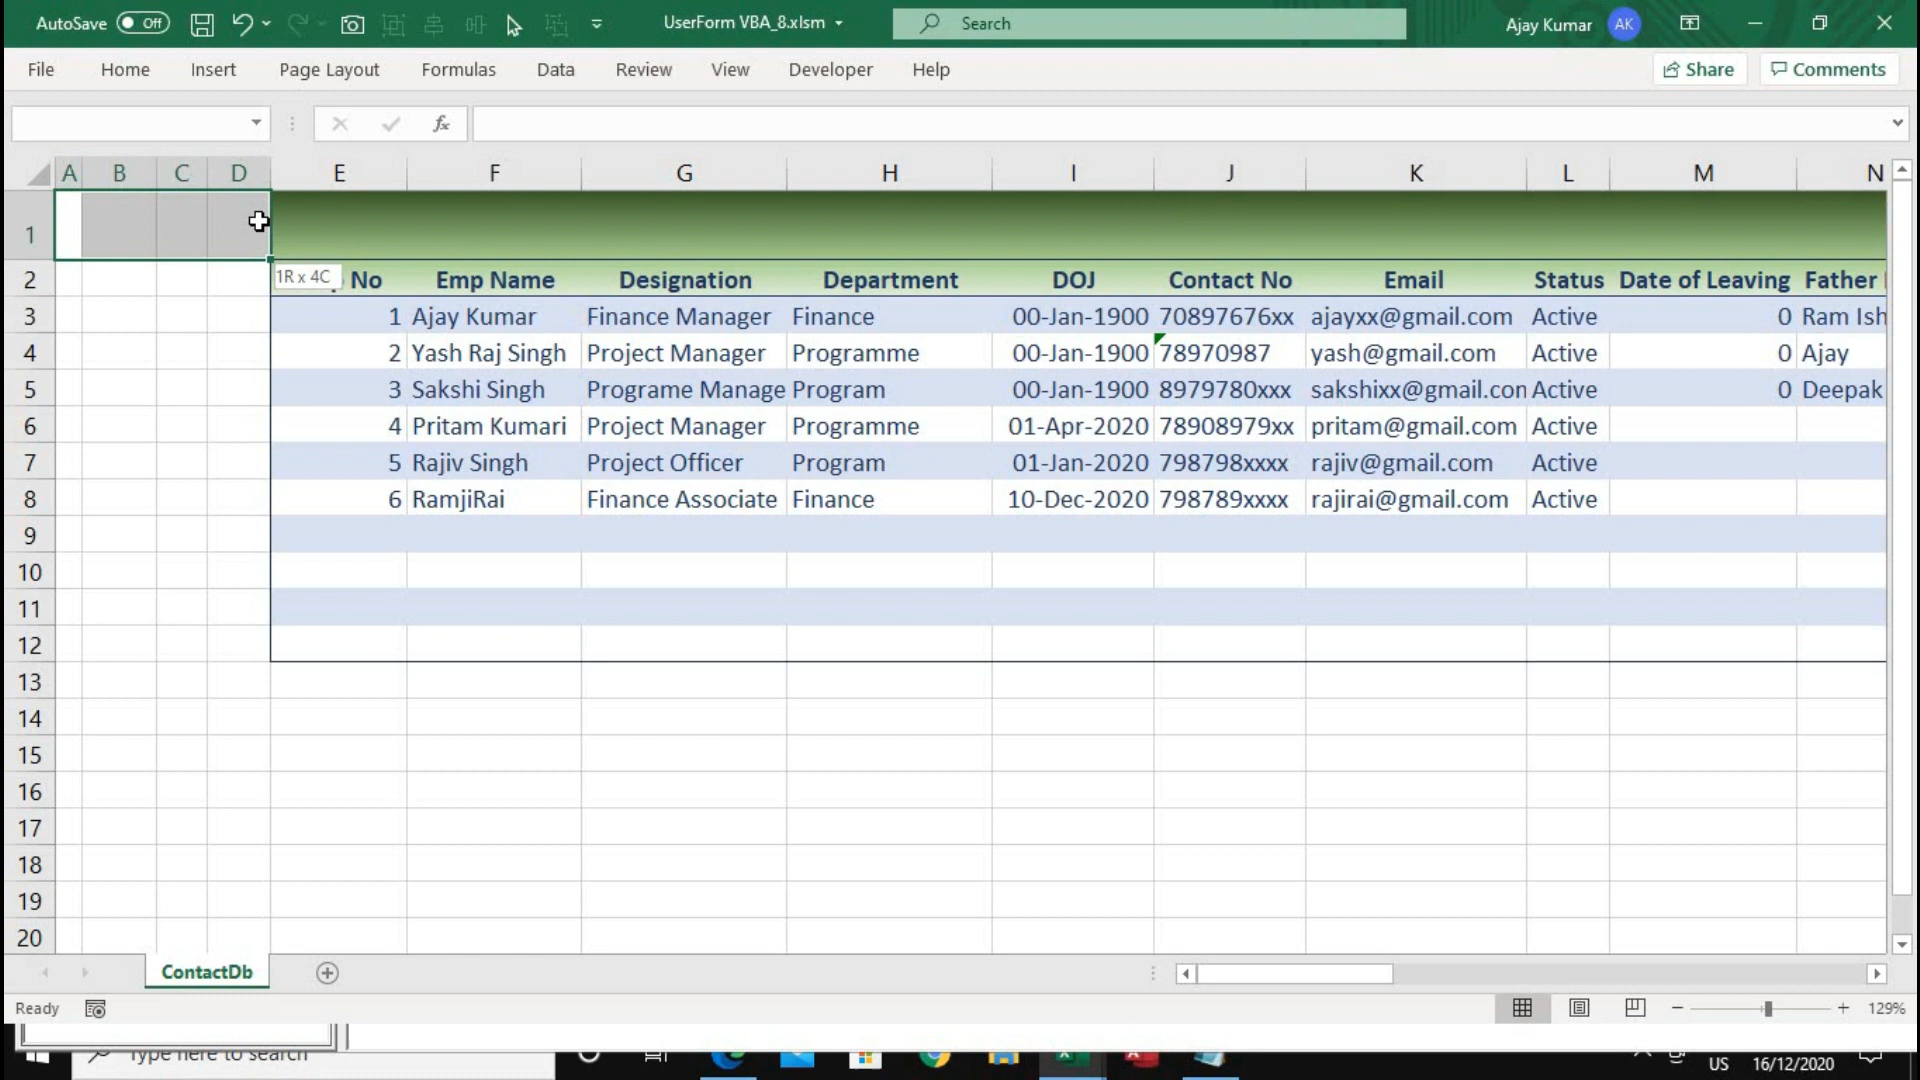 AutoSave Off UserForm VBA_8.xlsm Search Ajay Kumar AK
File Home Insert Page Layout Formulas Data Review View Developer Help Share Comments
fx
A B C D E F G H I J K L M N
1
1R x 4C
2 No Emp Name Designation Department DOJ Contact No Email Status Date of Leaving Father
3 1 Ajay Kumar Finance Manager Finance 00-Jan-1900 70897676xx ajayxx@gmail.com Active 0 Ram Ish
4 2 Yash Raj Singh Project Manager Programme 00-Jan-1900 78970987 yash@gmail.com Active 0 Ajay
5 3 Sakshi Singh Programe Manage Program 00-Jan-1900 8979780xxx sakshixx@gmail.con Active 0 Deepak
6 4 Pritam Kumari Project Manager Programme 01-Apr-2020 78908979xx pritam@gmail.com Active
7 5 Rajiv Singh Project Officer Program 01-Jan-2020 798798xxxx rajiv@gmail.com Active
8 6 RamjiRai Finance Associate Finance 10-Dec-2020 798789xxxx rajirai@gmail.com Active
9
10
11
12
13
14
15
16
17
18
19
20
ContactDb
Ready 129%
Type here to search US 16/12/2020